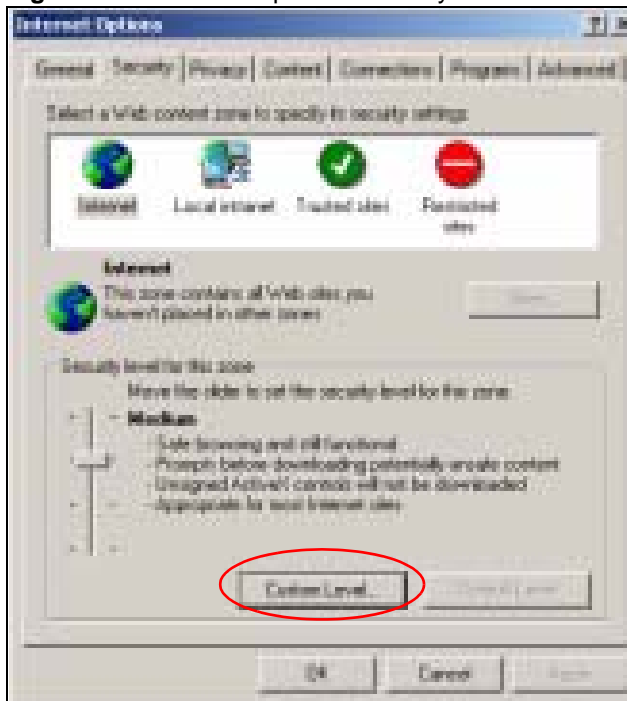 Internet Options
General Security Privacy Content Connections Programs Advanced
Select a Web content zone to specify its security settings
Internet Local intranet Trusted sites Restricted sites
Internet
This zone contains all Web sites you
haven't placed in other zones
Sites...
Security level for this zone
Move the slider to set the security level for this zone
Medium
- Safe browsing and still functional
- Prompts before downloading potentially unsafe content
- Unsigned ActiveX controls will not be downloaded
- Appropriate for most Internet sites
Custom Level... Default Level
OK Cancel Apply